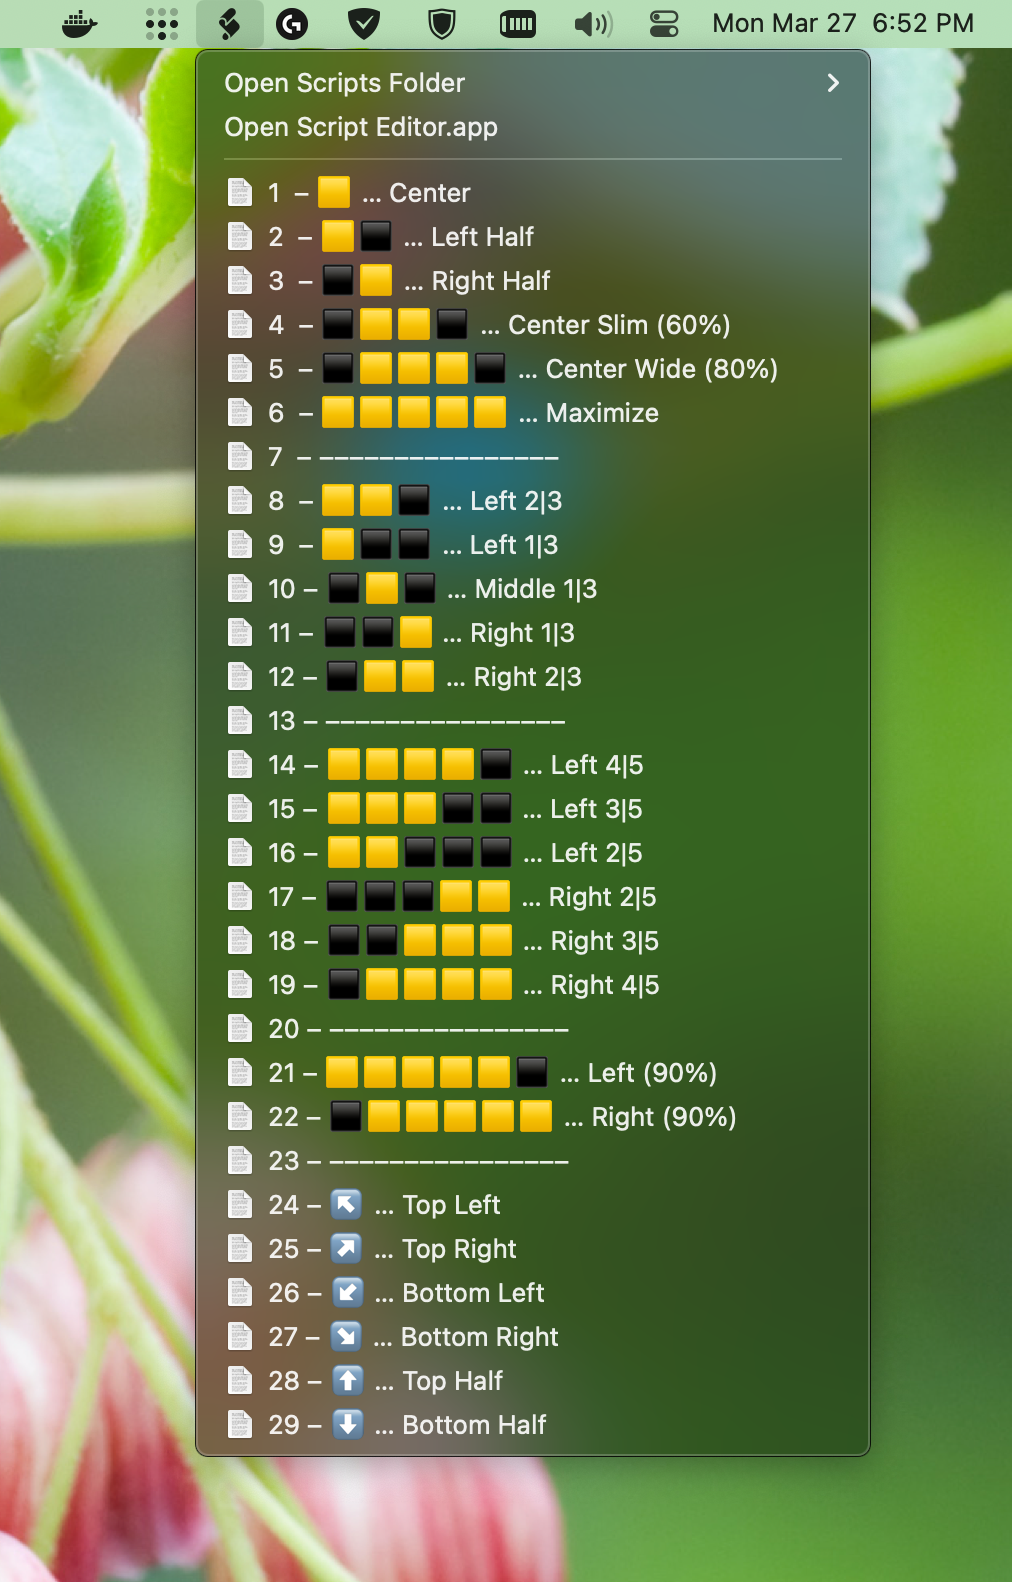 Mon Mar 27 6:52 PM
Open Scripts Folder
Open Script Editor.app
1 – 🟨 ... Center
2 – 🟨⬛ ... Left Half
3 – ⬛🟨 ... Right Half
4 – ⬛🟨🟨⬛ ... Center Slim (60%)
5 – ⬛🟨🟨🟨⬛ ... Center Wide (80%)
6 – 🟨🟨🟨🟨🟨 ... Maximize
7 – ––––––––––––––––
8 – 🟨🟨⬛ ... Left 2|3
9 – 🟨⬛⬛ ... Left 1|3
10 – ⬛🟨⬛ ... Middle 1|3
11 – ⬛⬛🟨 ... Right 1|3
12 – ⬛🟨🟨 ... Right 2|3
13 – ––––––––––––––––
14 – 🟨🟨🟨🟨⬛ ... Left 4|5
15 – 🟨🟨🟨⬛⬛ ... Left 3|5
16 – 🟨🟨⬛⬛⬛ ... Left 2|5
17 – ⬛⬛⬛🟨🟨 ... Right 2|5
18 – ⬛⬛🟨🟨🟨 ... Right 3|5
19 – ⬛🟨🟨🟨🟨 ... Right 4|5
20 – ––––––––––––––––
21 – 🟨🟨🟨🟨🟨⬛ ... Left (90%)
22 – ⬛🟨🟨🟨🟨🟨 ... Right (90%)
23 – ––––––––––––––––
24 – ↖️ ... Top Left
25 – ↗️ ... Top Right
26 – ↙️ ... Bottom Left
27 – ↘️ ... Bottom Right
28 – ⬆️ ... Top Half
29 – ⬇️ ... Bottom Half